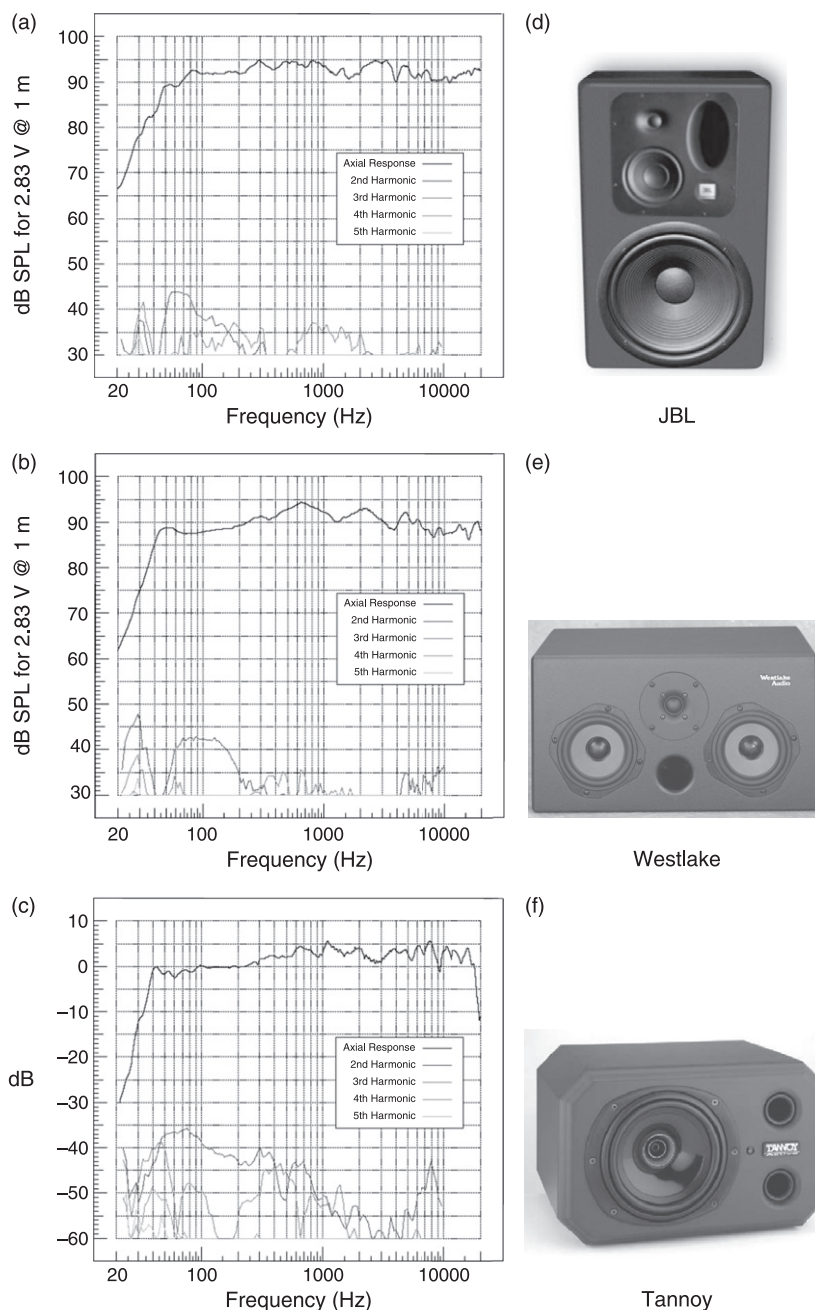 (a)
100
90
80
70
60
50
40
30
dB SPL for 2.83 V @ 1 m
Axial Response
2nd Harmonic
3rd Harmonic
4th Harmonic
5th Harmonic
20 100 1000 10000
Frequency (Hz)
(d)
JBL
(b)
100
90
80
70
60
50
40
30
dB SPL for 2.83 V @ 1 m
Axial Response
2nd Harmonic
3rd Harmonic
4th Harmonic
5th Harmonic
20 100 1000 10000
Frequency (Hz)
(e)
Westlake
Audio
Westlake
(c)
10
0
−10
−20
−30
−40
−50
−60
dB
Axial Response
2nd Harmonic
3rd Harmonic
4th Harmonic
5th Harmonic
20 100 1000 10000
Frequency (Hz)
(f)
TANNOY
Tannoy